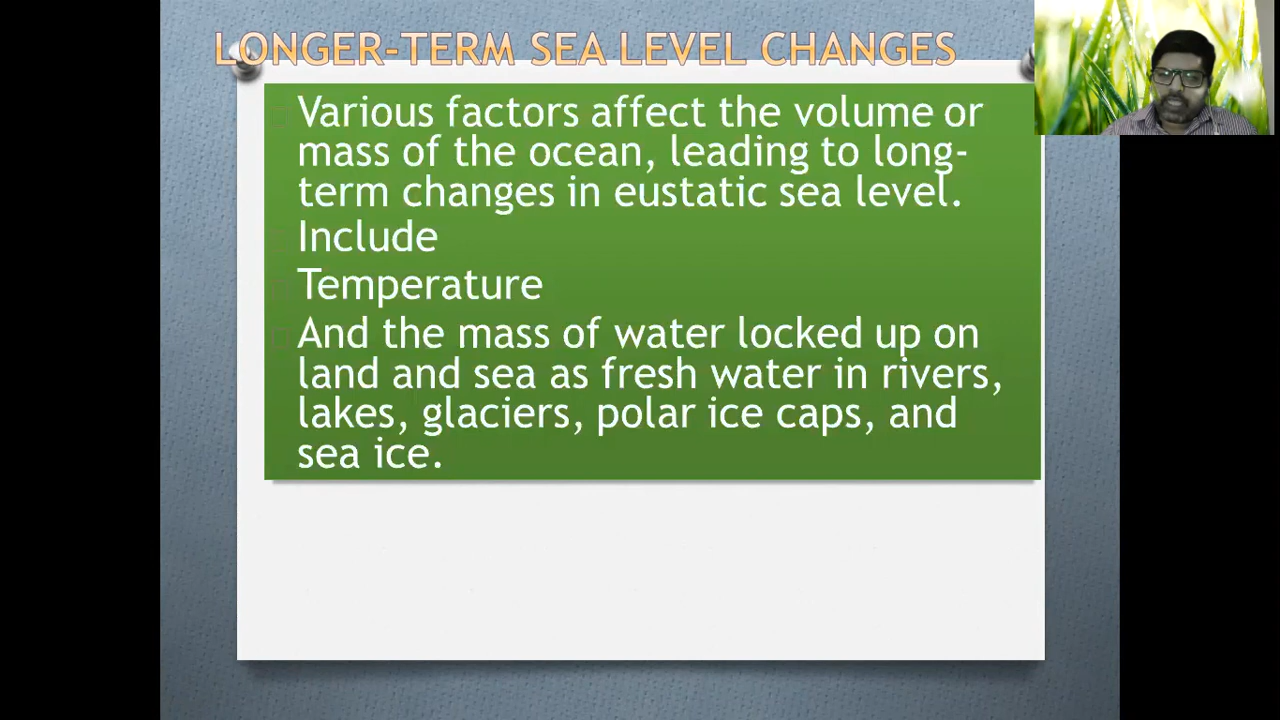 LONGER-TERM SEA LEVEL CHANGES
Various factors affect the volume or
mass of the ocean, leading to long-
term changes in eustatic sea level.
Include
Temperature
And the mass of water locked up on
land and sea as fresh water in rivers,
lakes, glaciers, polar ice caps, and
sea ice.